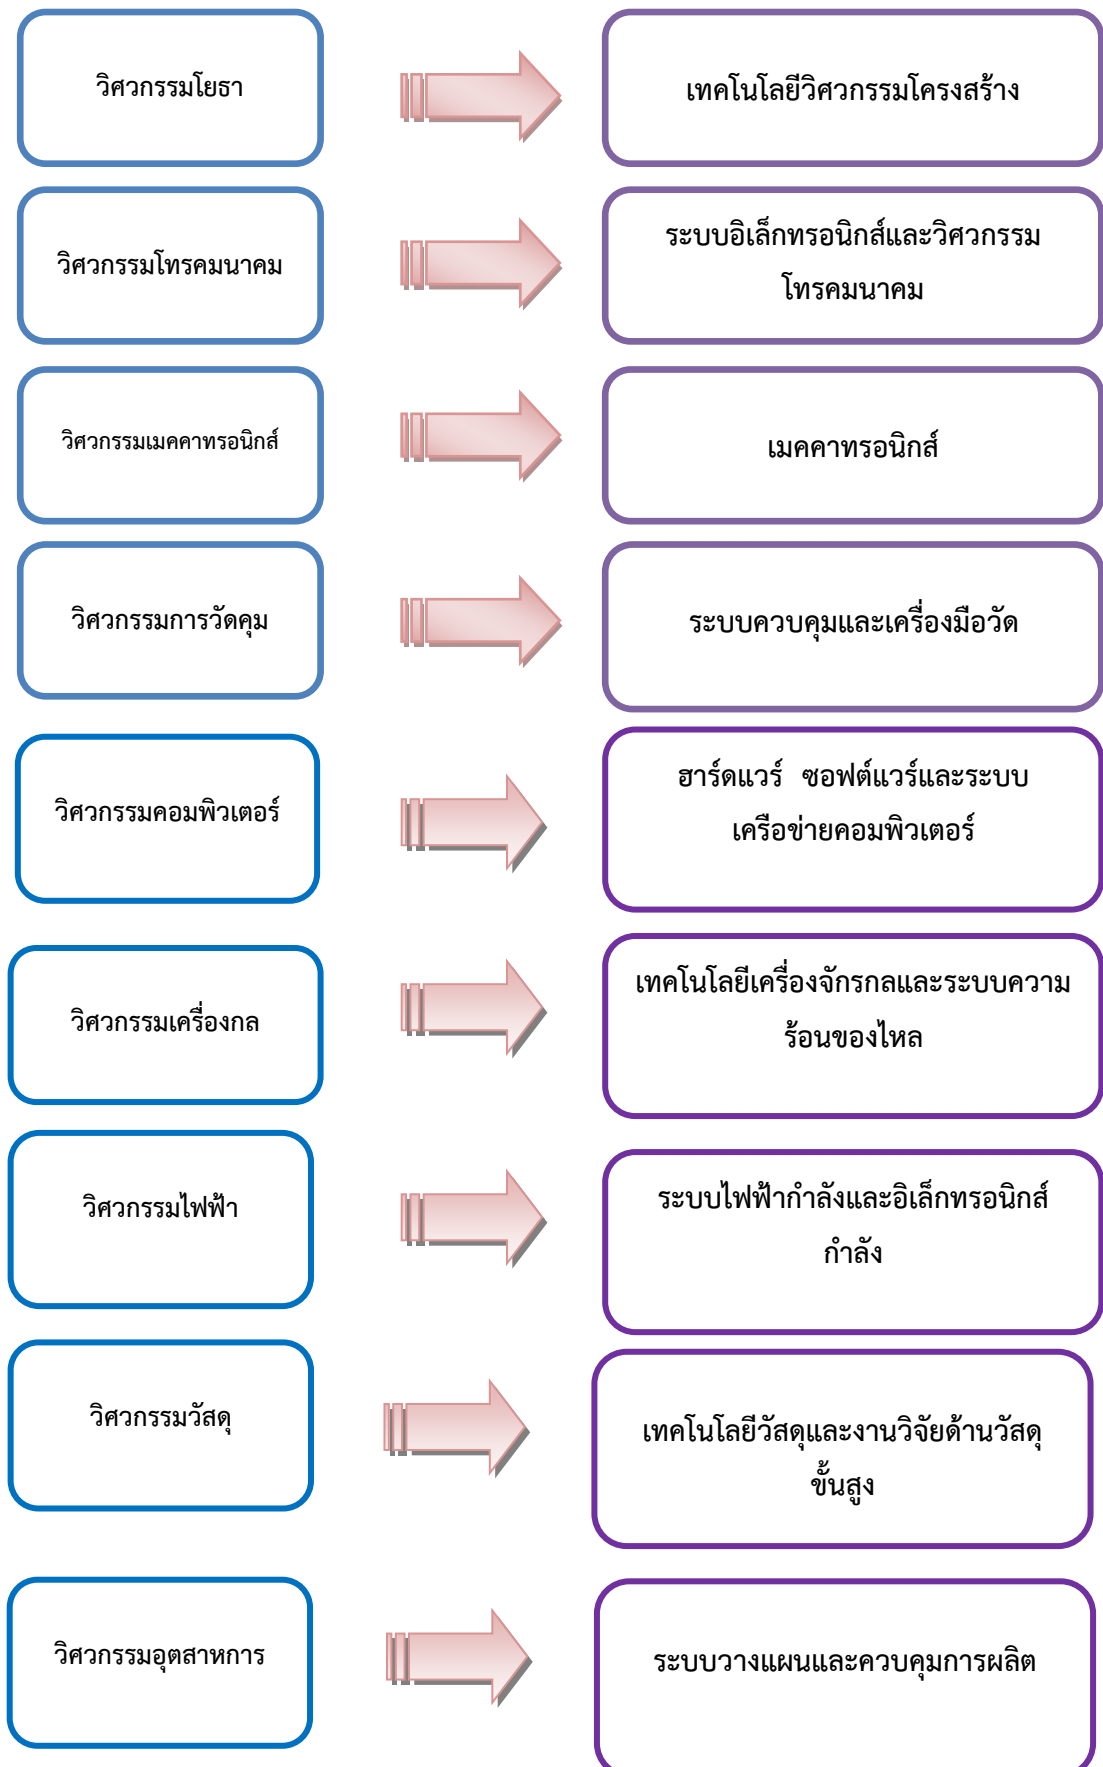 วิศวกรรมโยธา
เทคโนโลยีวิศวกรรมโครงสร้าง
วิศวกรรมโทรคมนาคม
ระบบอิเล็กทรอนิกส์และวิศวกรรม
โทรคมนาคม
วิศวกรรมเมคคาทรอนิกส์
เมคคาทรอนิกส์
วิศวกรรมการวัดคุม
ระบบควบคุมและเครื่องมือวัด
วิศวกรรมคอมพิวเตอร์
ฮาร์ดแวร์ ซอฟต์แวร์และระบบ
เครือข่ายคอมพิวเตอร์
วิศวกรรมเครื่องกล
เทคโนโลยีเครื่องจักรกลและระบบความ
ร้อนของไหล
วิศวกรรมไฟฟ้า
ระบบไฟฟ้ากำลังและอิเล็กทรอนิกส์
กำลัง
วิศวกรรมวัสดุ
เทคโนโลยีวัสดุและงานวิจัยด้านวัสดุ
ขั้นสูง
วิศวกรรมอุตสาหการ
ระบบวางแผนและควบคุมการผลิต